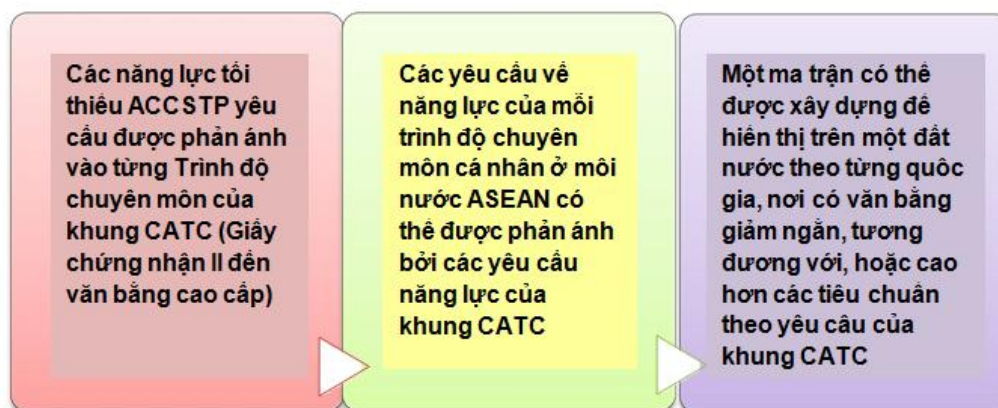 Các năng lực tối
thiểu ACCSTP yêu
cầu được phản ánh
vào từng Trình độ
chuyên môn của
khung CATC (Giấy
chứng nhận II đến
văn bằng cao cấp)
Các yêu cầu về
năng lực của mỗi
trình độ chuyên
môn cá nhân ở môi
nước ASEAN có
thể được phản ánh
bởi các yêu cầu
năng lực của
khung CATC
Một ma trận có thể
được xây dựng để
hiển thị trên một đất
nước theo từng quôc
gia, nơi có văn bằng
giảm ngắn, tương
đương với, hoặc cao
hơn các tiêu chuẩn
theo yêu câu của
khung CATC